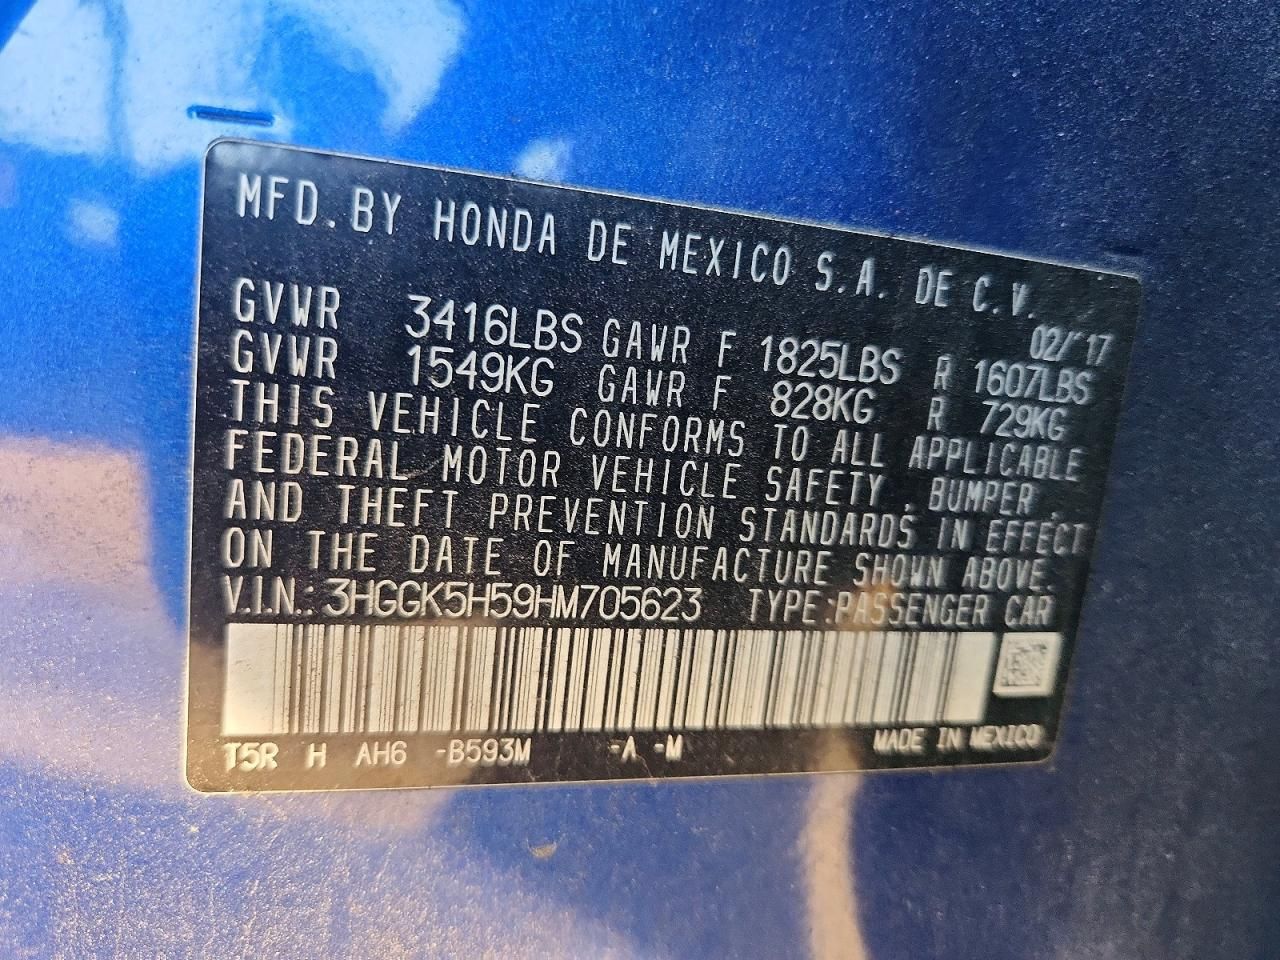 MFD. BY HONDA DE MEXICO S.A. DE C.V.
02/'17
GVWR 3416LBS GAWR F 1825LBS R 1607LBS
GVWR 1549KG GAWR F 828KG R 729KG
THIS VEHICLE CONFORMS TO ALL APPLICABLE
FEDERAL MOTOR VEHICLE SAFETY, BUMPER,
AND THEFT PREVENTION STANDARDS IN EFFECT
ON THE DATE OF MANUFACTURE SHOWN ABOVE.
V.I.N.: 3HGGK5H59HM705623 TYPE:PASSENGER CAR
T5R H AH6 -B593M -A -M MADE IN MEXICO